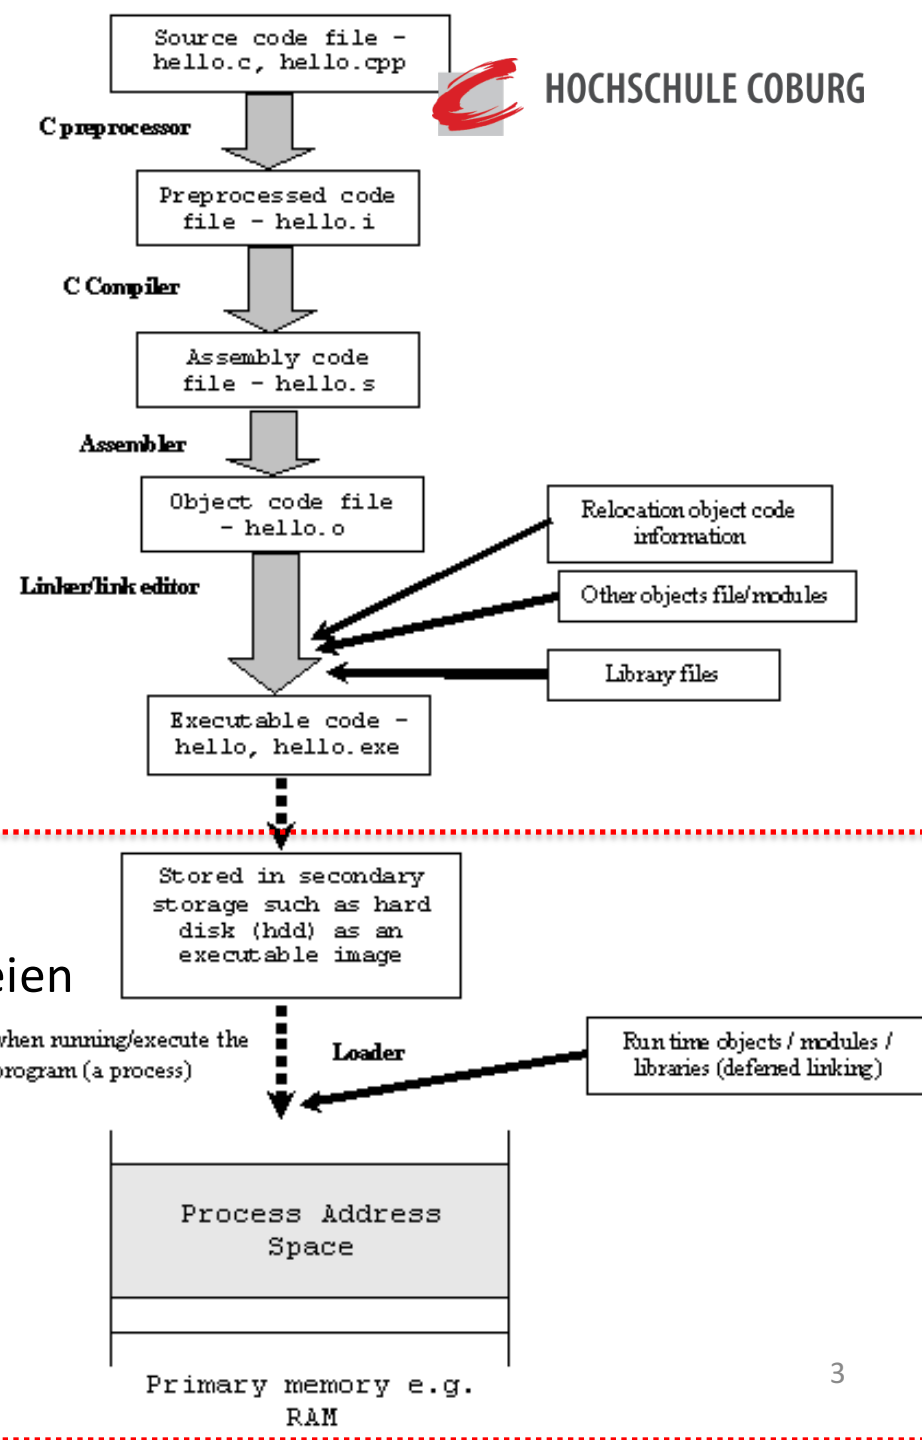 Source code file -
hello.c, hello.cpp
HOCHSCHULE COBURG
C preprocessor
Preprocessed code
file - hello.i
C Compiler
Assembly code
file - hello.s
Assembler
Object code file
- hello.o
Relocation object code
information
Linker/link editor
Other objects file/modules
Library files
Executable code -
hello, hello.exe
Stored in secondary
storage such as hard
disk (hdd) as an
executable image
eien
when running/execute the
program (a process)
Loader
Run time objects / modules /
libraries (deferred linking)
Process Address
Space
Primary memory e.g.
RAM
3